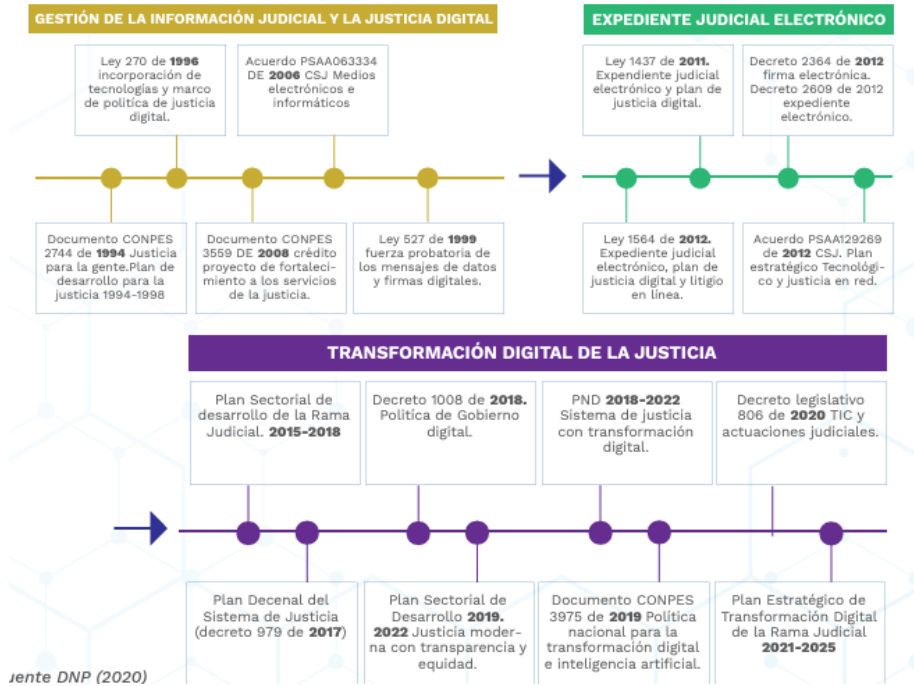 GESTIÓN DE LA INFORMACIÓN JUDICIAL Y LA JUSTICIA DIGITAL
Ley 270 de 1996
incorporación de
tecnologías y marco
de política de justicia
digital.
Acuerdo PSAA063334
DE 2006 CSJ Medios
electrónicos e
informáticos
Documento CONPES
2744 de 1994 Justicia
para la gente.Plan de
desarrollo para la
justicia 1994-1998
Documento CONPES
3559 DE 2008 crédito
proyecto de fortaleci-
miento a los servicios
de la justicia.
Ley 527 de 1999
fuerza probatoria de
los mensajes de datos
y firmas digitales.
EXPEDIENTE JUDICIAL ELECTRÓNICO
Ley 1437 de 2011.
Expendiente judicial
electrónico y plan de
justicia digital.
Decreto 2364 de 2012
firma electrónica.
Decreto 2609 de 2012
expediente
electrónico.
Ley 1564 de 2012.
Expediente judicial
electrónico, plan de
justicia digital y litigio
en línea.
Acuerdo PSAA129269
de 2012 CSJ. Plan
estratégico Tecnológi-
co y justicia en red.
TRANSFORMACIÓN DIGITAL DE LA JUSTICIA
Plan Sectorial de
desarrollo de la Rama
Judicial. 2015-2018
Decreto 1008 de 2018.
Política de Gobierno
digital.
PND 2018-2022
Sistema de justicia
con transformación
digital.
Decreto legislativo
806 de 2020 TIC y
actuaciones judiciales.
Plan Decenal del
Sistema de Justicia
(decreto 979 de 2017)
Plan Sectorial de
Desarrollo 2019.
2022 Justicia moder-
na con transparencia y
equidad.
Documento CONPES
3975 de 2019 Política
nacional para la
transformación digital
e inteligencia artificial.
Plan Estratégico de
Transformación Digital
de la Rama Judicial
2021-2025
uente DNP (2020)